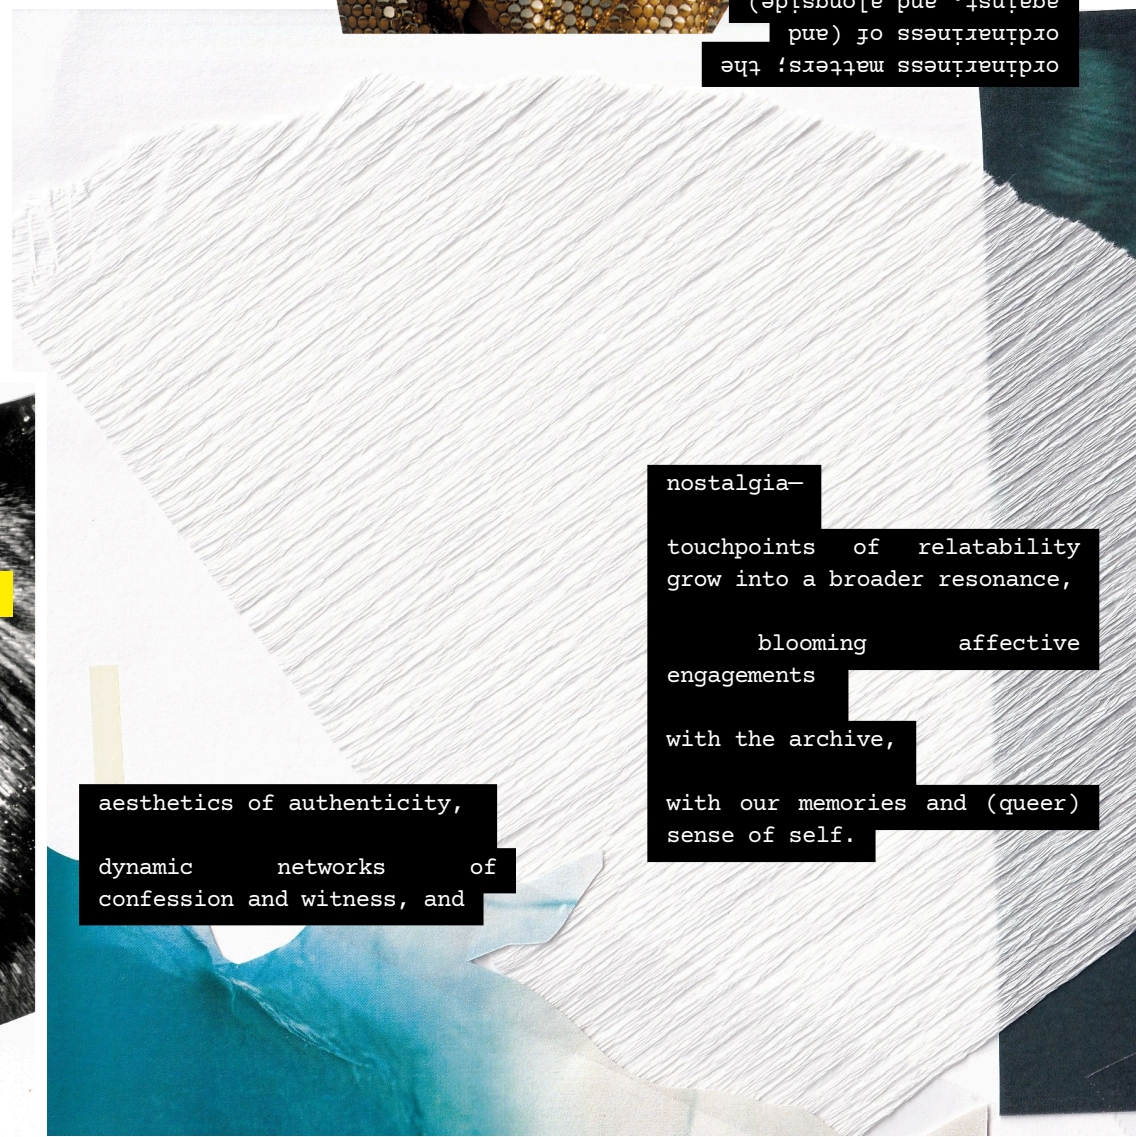 ordinariness matters; the
ordinariness of (and
against, and alongside)
aesthetics of authenticity,
dynamic networks of
confession and witness, and
nostalgia—
touchpoints of relatability
grow into a broader resonance,
blooming affective
engagements
with the archive,
with our memories and (queer)
sense of self.